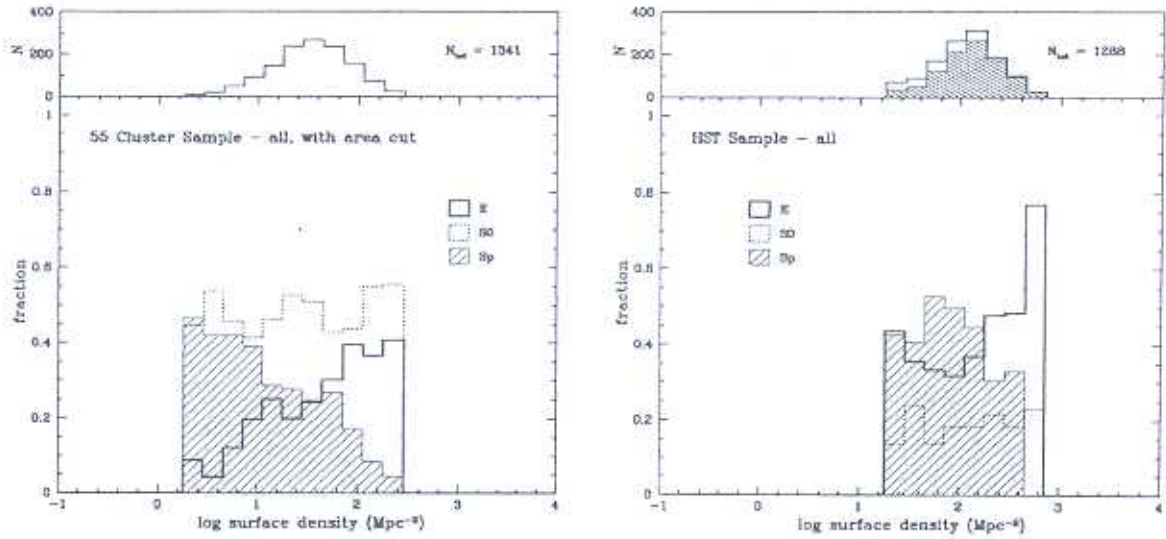 400
200
0
N
N_tot = 1341
1
0.8
0.6
0.4
0.2
0
fraction
55 Cluster Sample – all, with area cut
E
S0
Sp
-1 0 1 2 3 4
log surface density (Mpc⁻²)
400
200
0
N
N_tot = 1288
1
0.8
0.6
0.4
0.2
0
fraction
HST Sample – all
E
S0
Sp
-1 0 1 2 3 4
log surface density (Mpc⁻²)